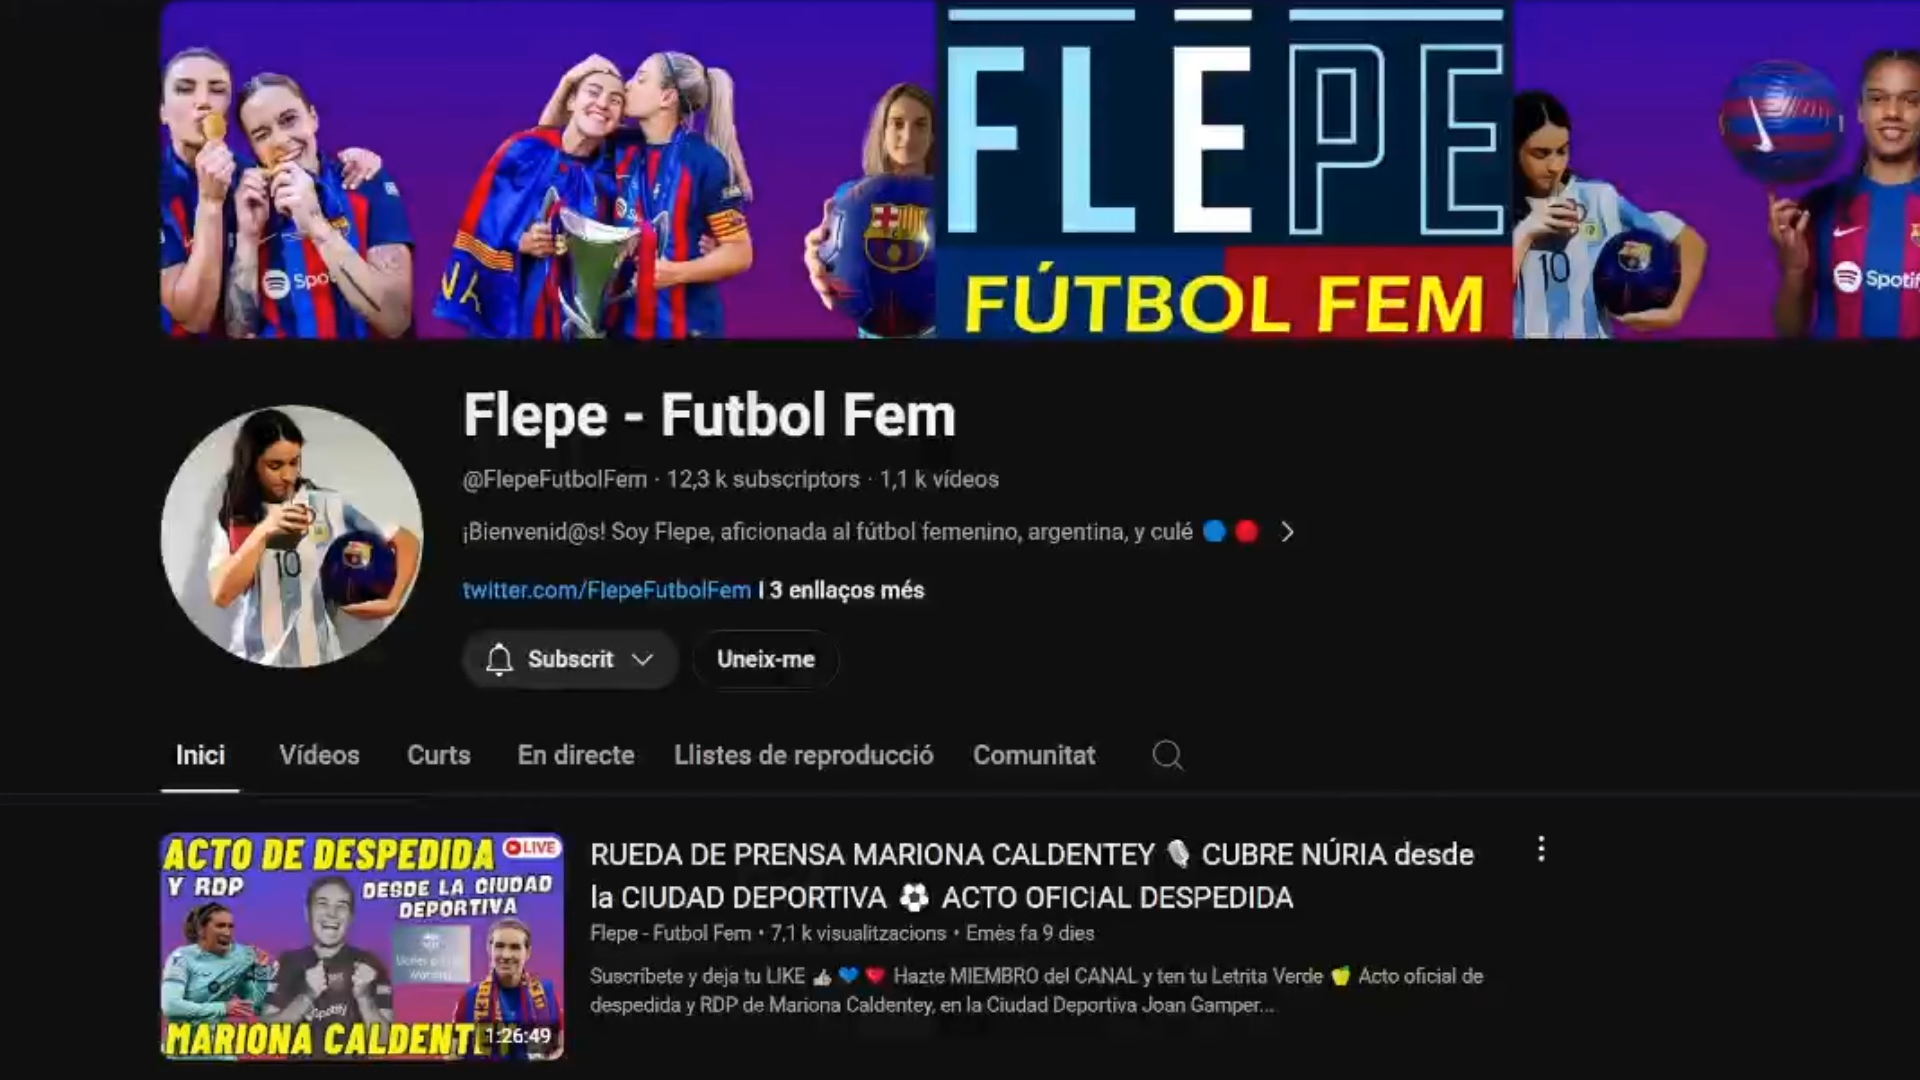 FLEPE
FÚTBOL FEM
10
Spotif
Flepe - Futbol Fem
@FlepeFutbolFem · 12,3 k subscriptors · 1,1 k vídeos
¡Bienvenid@s! Soy Flepe, aficionada al fútbol femenino, argentina, y culé 🔵 🔴
twitter.com/FlepeFutbolFem I 3 enllaços més
10
Subscrit
Uneix-me
Inici
Vídeos
Curts
En directe
Llistes de reproducció
Comunitat
ACTO DE DESPEDIDA
LIVE
Y RDP
DESDE LA CIUDAD
DEPORTIVA
MARIONA CALDENT
1:26:49
RUEDA DE PRENSA MARIONA CALDENTEY 🎙 CUBRE NÚRIA desde
la CIUDAD DEPORTIVA ⚽ ACTO OFICIAL DESPEDIDA
Flepe - Futbol Fem • 7,1 k visualitzacions • Emès fa 9 dies
Suscríbete y deja tu LIKE 👍 💙 ❤️ Hazte MIEMBRO del CANAL y ten tu Letrita Verde 🍏 Acto oficial de
despedida y RDP de Mariona Caldentey, en la Ciudad Deportiva Joan Gamper...